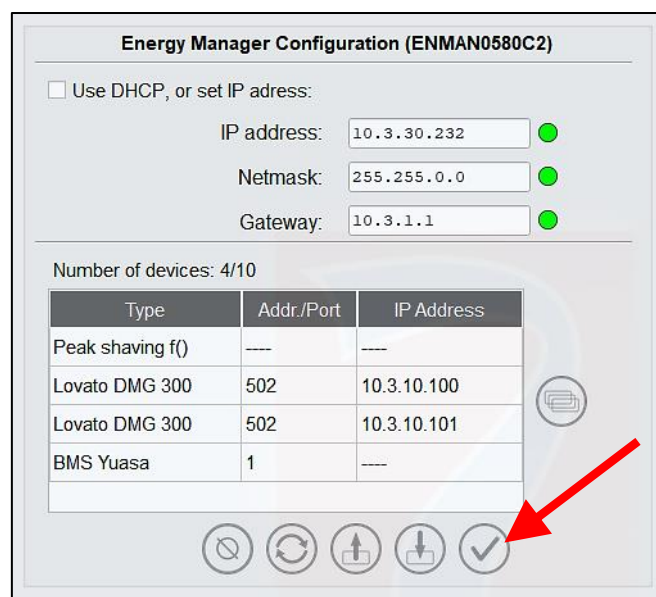 Energy Manager Configuration (ENMAN0580C2)
Use DHCP, or set IP adress:
IP address: 10.3.30.232
Netmask: 255.255.0.0
Gateway: 10.3.1.1
Number of devices: 4/10
Type Addr./Port IP Address
Peak shaving f() ---- ----
Lovato DMG 300 502 10.3.10.100
Lovato DMG 300 502 10.3.10.101
BMS Yuasa 1 ----